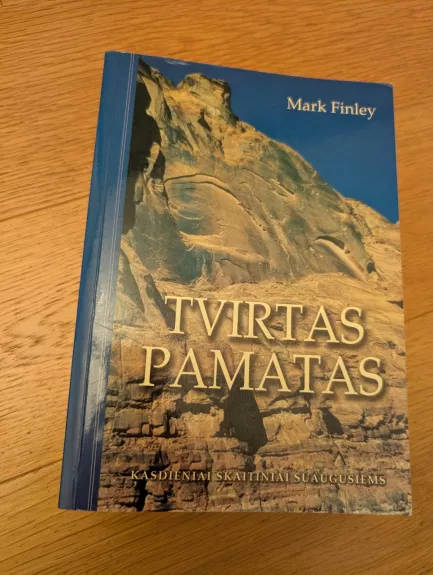 Mark Finley
TVIRTAS
PAMATAS
KASDIENIAI SKAITINIAI SUAUGUSIEMS